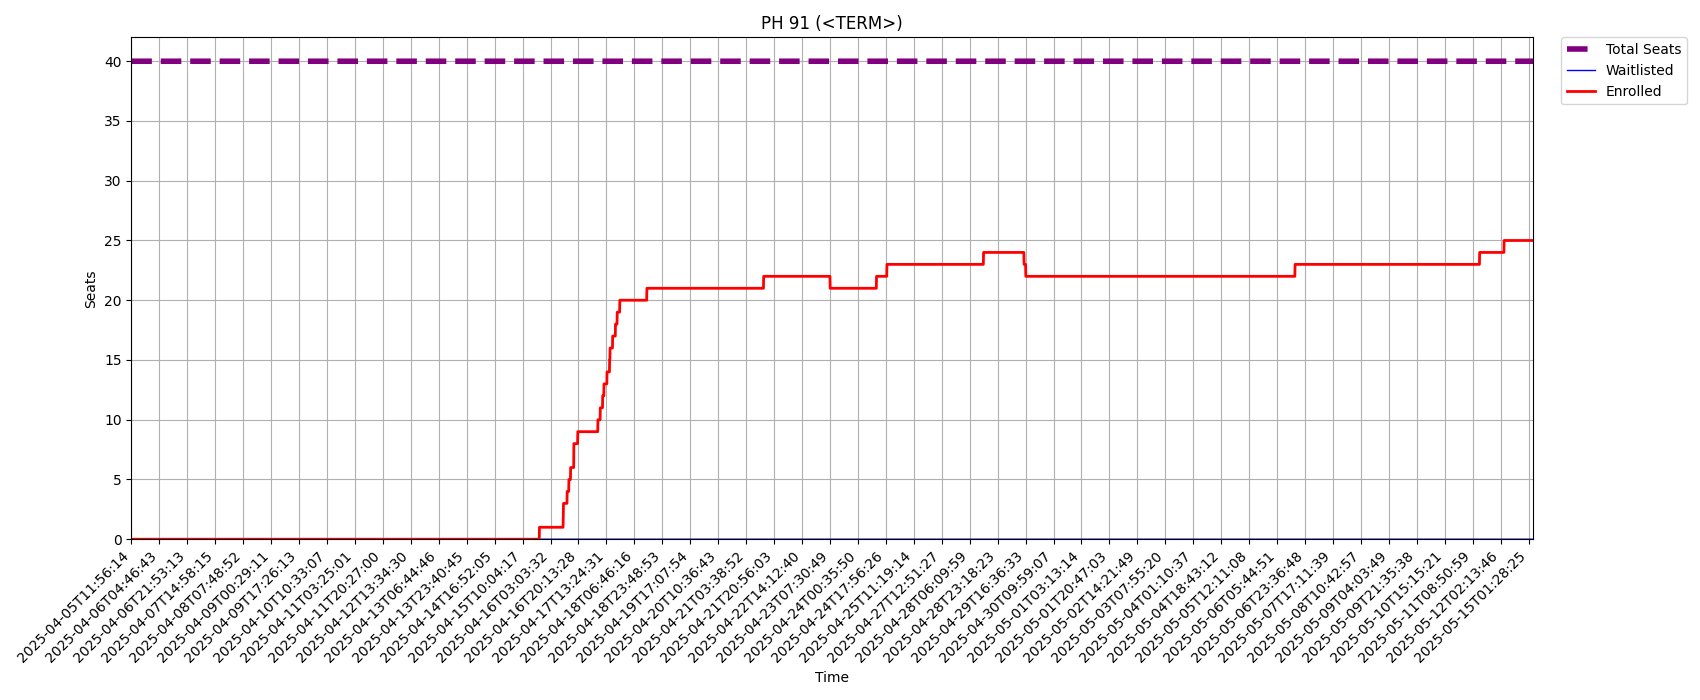 PH 91 (<TERM>)
Total Seats
Waitlisted
Enrolled
40
35
30
25
20
15
10
5
0
Seats
2025-04-05T11:56:14
2025-04-06T04:46:43
2025-04-06T21:53:13
2025-04-07T14:58:15
2025-04-08T07:48:52
2025-04-09T00:29:11
2025-04-09T17:26:13
2025-04-10T10:33:07
2025-04-11T03:25:01
2025-04-11T20:27:00
2025-04-12T13:34:30
2025-04-13T06:44:46
2025-04-13T23:40:45
2025-04-14T16:52:05
2025-04-15T10:04:17
2025-04-16T03:03:32
2025-04-16T20:13:28
2025-04-17T13:24:31
2025-04-18T06:46:16
2025-04-18T23:48:53
2025-04-19T17:07:54
2025-04-20T10:36:43
2025-04-21T03:38:52
2025-04-21T20:56:03
2025-04-22T14:12:40
2025-04-23T07:30:49
2025-04-24T00:35:50
2025-04-24T17:56:26
2025-04-25T11:19:14
2025-04-27T12:51:27
2025-04-28T06:09:59
2025-04-28T23:18:23
2025-04-29T16:36:33
2025-04-30T09:59:07
2025-05-01T03:13:14
2025-05-01T20:47:03
2025-05-02T14:21:49
2025-05-03T07:55:20
2025-05-04T01:10:37
2025-05-04T18:43:12
2025-05-05T12:11:08
2025-05-06T05:44:51
2025-05-06T23:36:48
2025-05-07T17:11:39
2025-05-08T10:42:57
2025-05-09T04:03:49
2025-05-09T21:35:38
2025-05-10T15:15:21
2025-05-11T08:50:59
2025-05-12T02:13:46
2025-05-15T01:28:25
Time